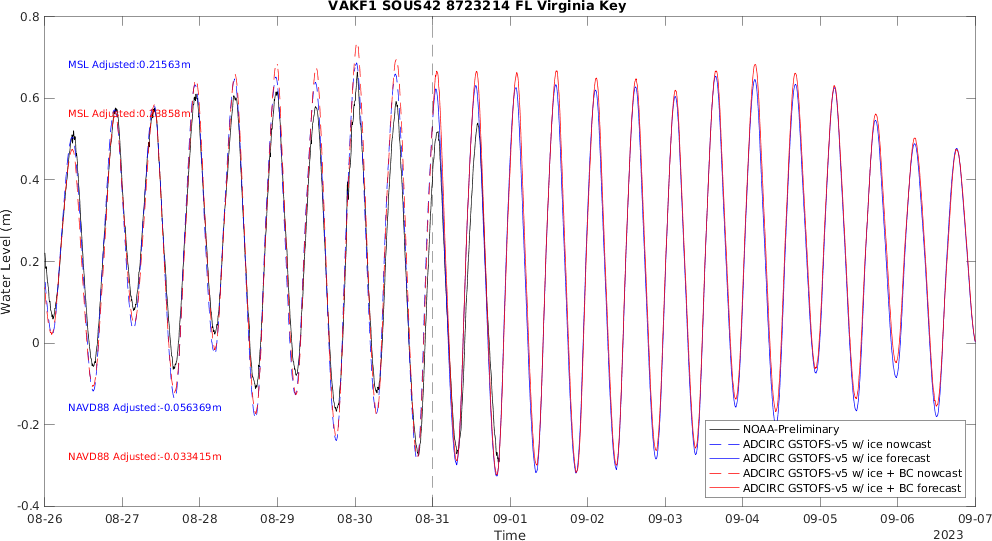 VAKF1 SOUS42 8723214 FL Virginia Key
0.8
0.6
0.4
0.2
0
-0.2
-0.4
Water Level (m)
MSL Adjusted:0.21563m
MSL Adjusted:0.23858m
NAVD88 Adjusted:-0.056369m
NAVD88 Adjusted:-0.033415m
NOAA-Preliminary
ADCIRC GSTOFS-v5 w/ ice nowcast
ADCIRC GSTOFS-v5 w/ ice forecast
ADCIRC GSTOFS-v5 w/ ice + BC nowcast
ADCIRC GSTOFS-v5 w/ ice + BC forecast
08-26 08-27 08-28 08-29 08-30 08-31 09-01 09-02 09-03 09-04 09-05 09-06 09-07
Time
2023